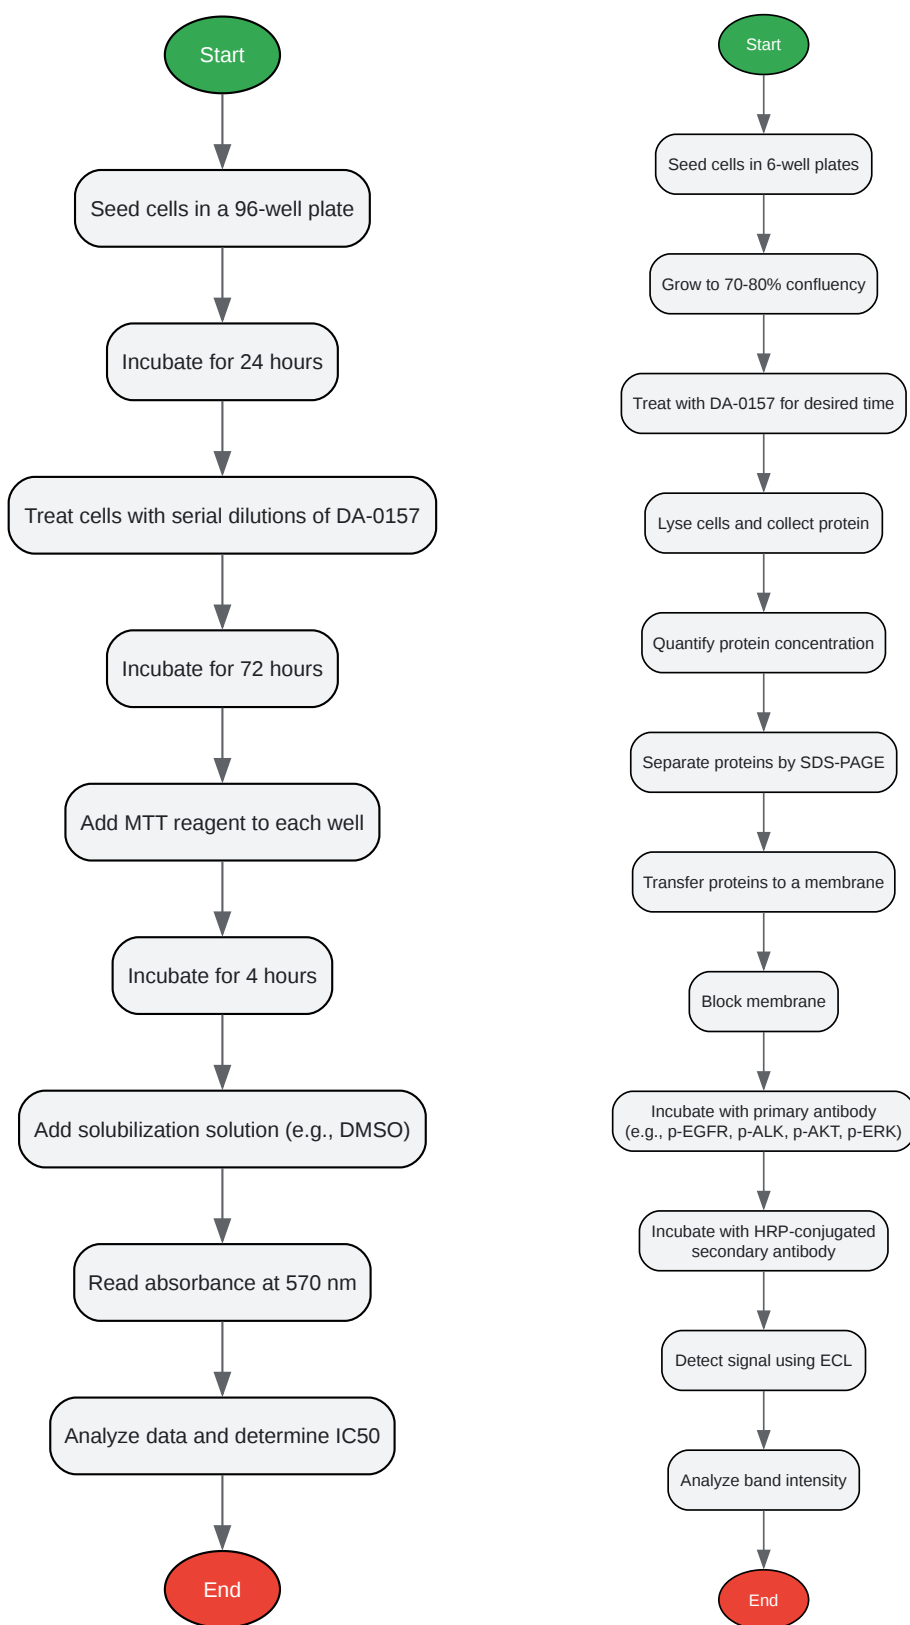 Start
Seed cells in a 96-well plate
Incubate for 24 hours
Treat cells with serial dilutions of DA-0157
Incubate for 72 hours
Add MTT reagent to each well
Incubate for 4 hours
Add solubilization solution (e.g., DMSO)
Read absorbance at 570 nm
Analyze data and determine IC50
End
Start
Seed cells in 6-well plates
Grow to 70-80% confluency
Treat with DA-0157 for desired time
Lyse cells and collect protein
Quantify protein concentration
Separate proteins by SDS-PAGE
Transfer proteins to a membrane
Block membrane
Incubate with primary antibody
(e.g., p-EGFR, p-ALK, p-AKT, p-ERK)
Incubate with HRP-conjugated
secondary antibody
Detect signal using ECL
Analyze band intensity
End